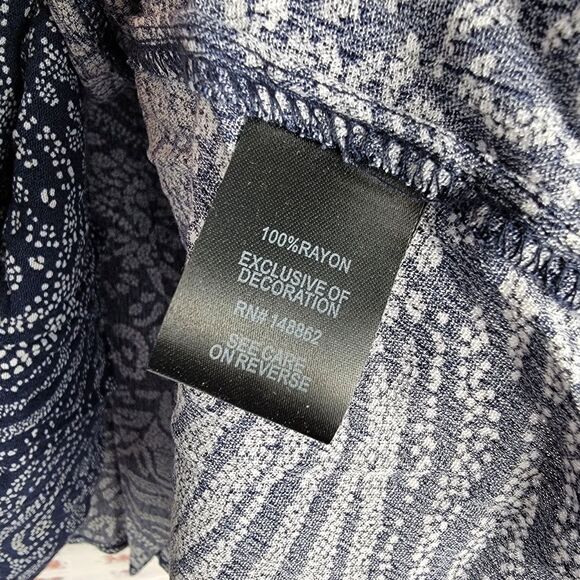 100%RAYON
EXCLUSIVE OF
DECORATION
RN# 148862
SEE CARE
ON REVERSE